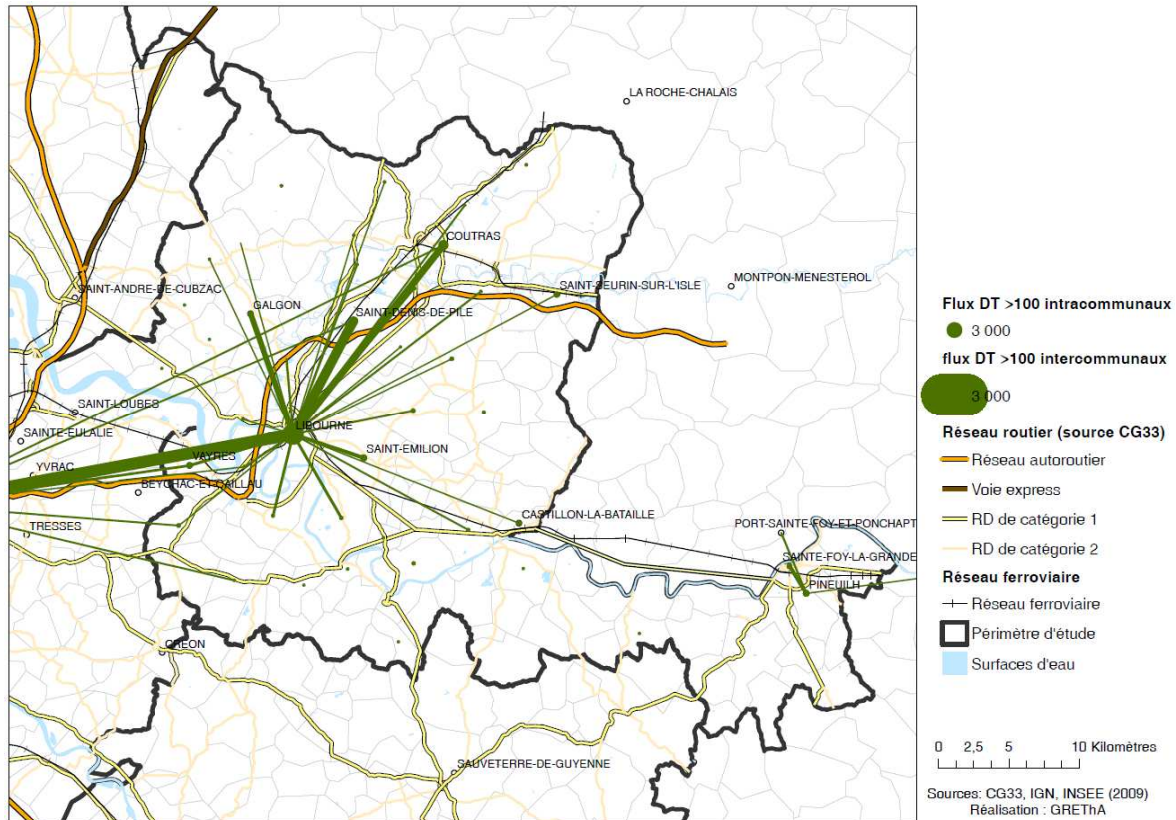 LA ROCHE-CHALAIS
COUTRAS
MONTPON-MENESTEROL
SAINT-SEURIN-SUR-L'ISLE
SAINT-ANDRE-DE-CUBZAC
GALGON
SAINT-DENIS-DE-PILE
SAINT-LOUBES
LIBOURNE
SAINTE-EULALIE
SAINT-EMILION
VAYRES
YVRAC
BEYCHAC-ET-CAILLAU
TRESSES
CASTILLON-LA-BATAILLE
PORT-SAINTE-FOY-ET-PONCHAPT
SAINTE-FOY-LA-GRANDE
PINEUILH
CREON
SAUVETERRE-DE-GUYENNE
Flux DT >100 intracommunaux
3 000
flux DT >100 intercommunaux
3 000
Réseau routier (source CG33)
Réseau autoroutier
Voie express
RD de catégorie 1
RD de catégorie 2
Réseau ferroviaire
Réseau ferroviaire
Périmètre d'étude
Surfaces d'eau
0 2,5 5 10 Kilomètres
Sources: CG33, IGN, INSEE (2009)
Réalisation : GREThA